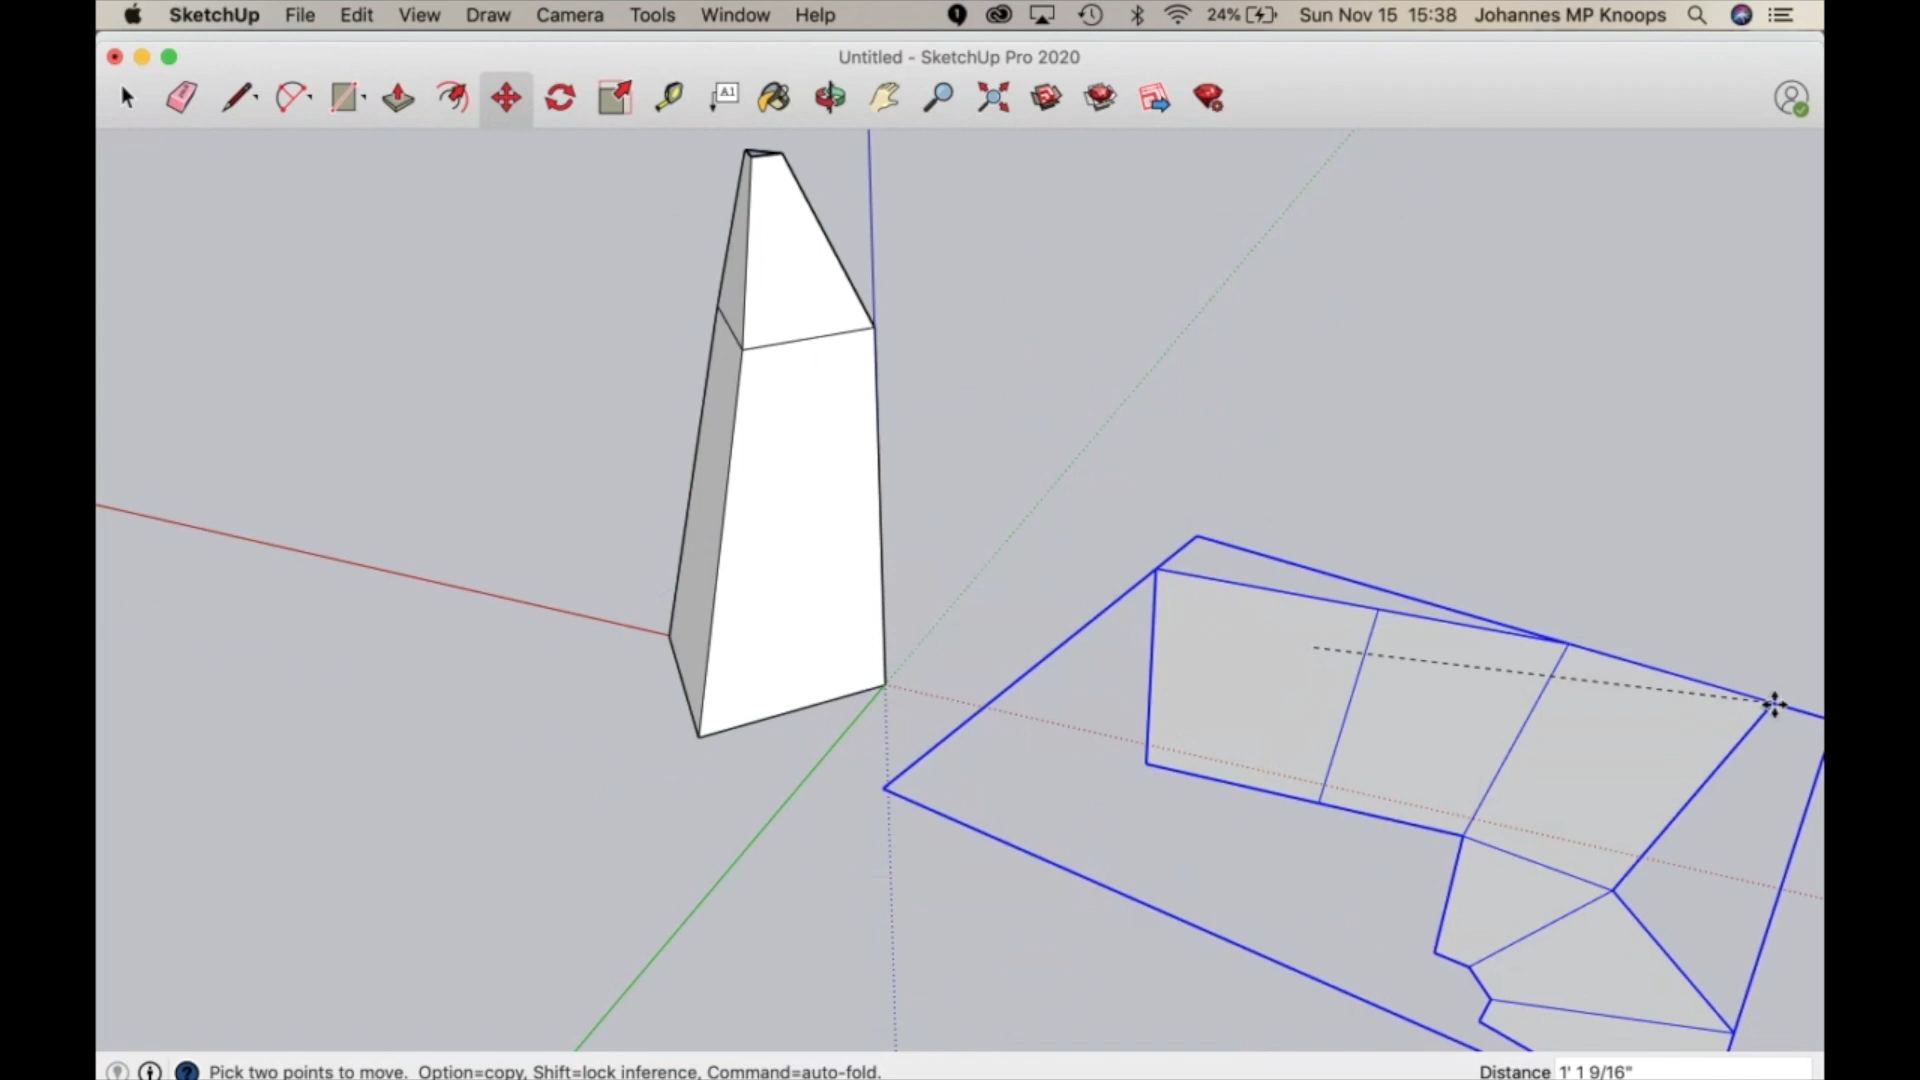 SketchUp File Edit View Draw Camera Tools Window Help 24% Sun Nov 15 15:38 Johannes MP Knoops
Untitled - SketchUp Pro 2020
A1
Pick two points to move. Option=copy, Shift=lock inference, Command=auto-fold.
Distance 1' 1 9/16"